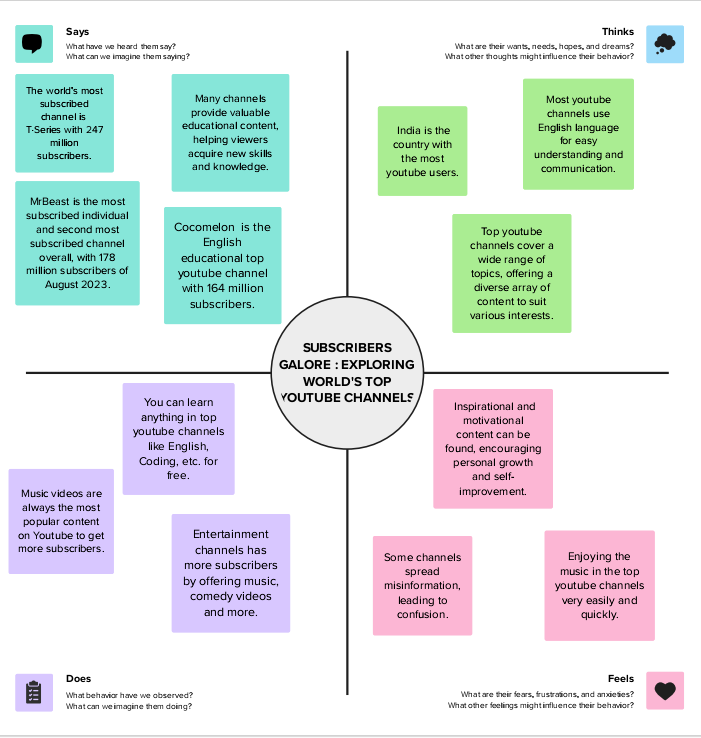 Says
What have we heard them say?
What can we imagine them saying?
The world's most
subscribed
channel is
T-Series with 247
million
subscribers.
Many channels
provide valuable
educational content,
helping viewers
acquire new skills
and knowledge.
MrBeast is the most
subscribed individual
and second most
subscribed channel
overall, with 178
million subscribers of
August 2023.
Cocomelon is the
English
educational top
youtube channel
with 164 million
subscribers.
Thinks
What are their wants, needs, hopes, and dreams?
What other thoughts might influence their behavior?
India is the
country with
the most
youtube users.
Most youtube
channels use
English language
for easy
understanding and
communication.
Top youtube
channels cover a
wide range of
topics, offering a
diverse array of
content to suit
various interests.
SUBSCRIBERS
GALORE : EXPLORING
WORLD'S TOP
YOUTUBE CHANNELS
You can learn
anything in top
youtube channels
like English,
Coding, etc. for
free.
Music videos are
always the most
popular content
on Youtube to get
more subscribers.
Entertainment
channels has
more subscribers
by offering music,
comedy videos
and more.
Does
What behavior have we observed?
What can we imagine them doing?
Inspirational and
motivational
content can be
found, encouraging
personal growth
and self-
improvement.
Some channels
spread
misinformation,
leading to
confusion.
Enjoying the
music in the top
youtube channels
very easily and
quickly.
Feels
What are their fears, frustrations, and anxieties?
What other feelings might influence their behavior?